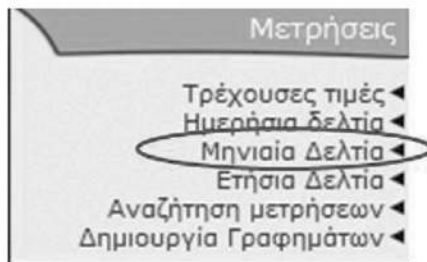 Μετρήσεις
Τρέχουσες τιμές
Ημερήσια δελτία
Μηνιαία Δελτία
Ετήσια Δελτία
Αναζήτηση μετρήσεων
Δημιουργία Γραφημάτων